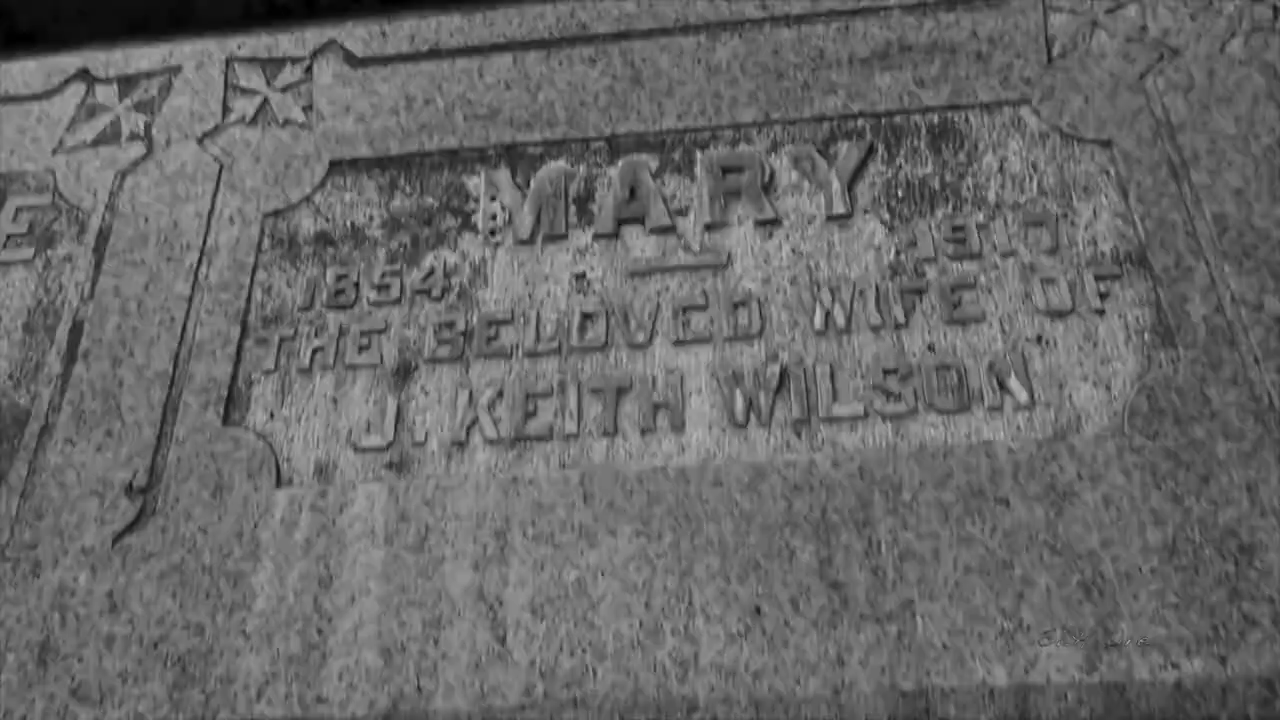 MARY
1854 1917
THE BELOVED WIFE OF
J. KEITH WILSON
E